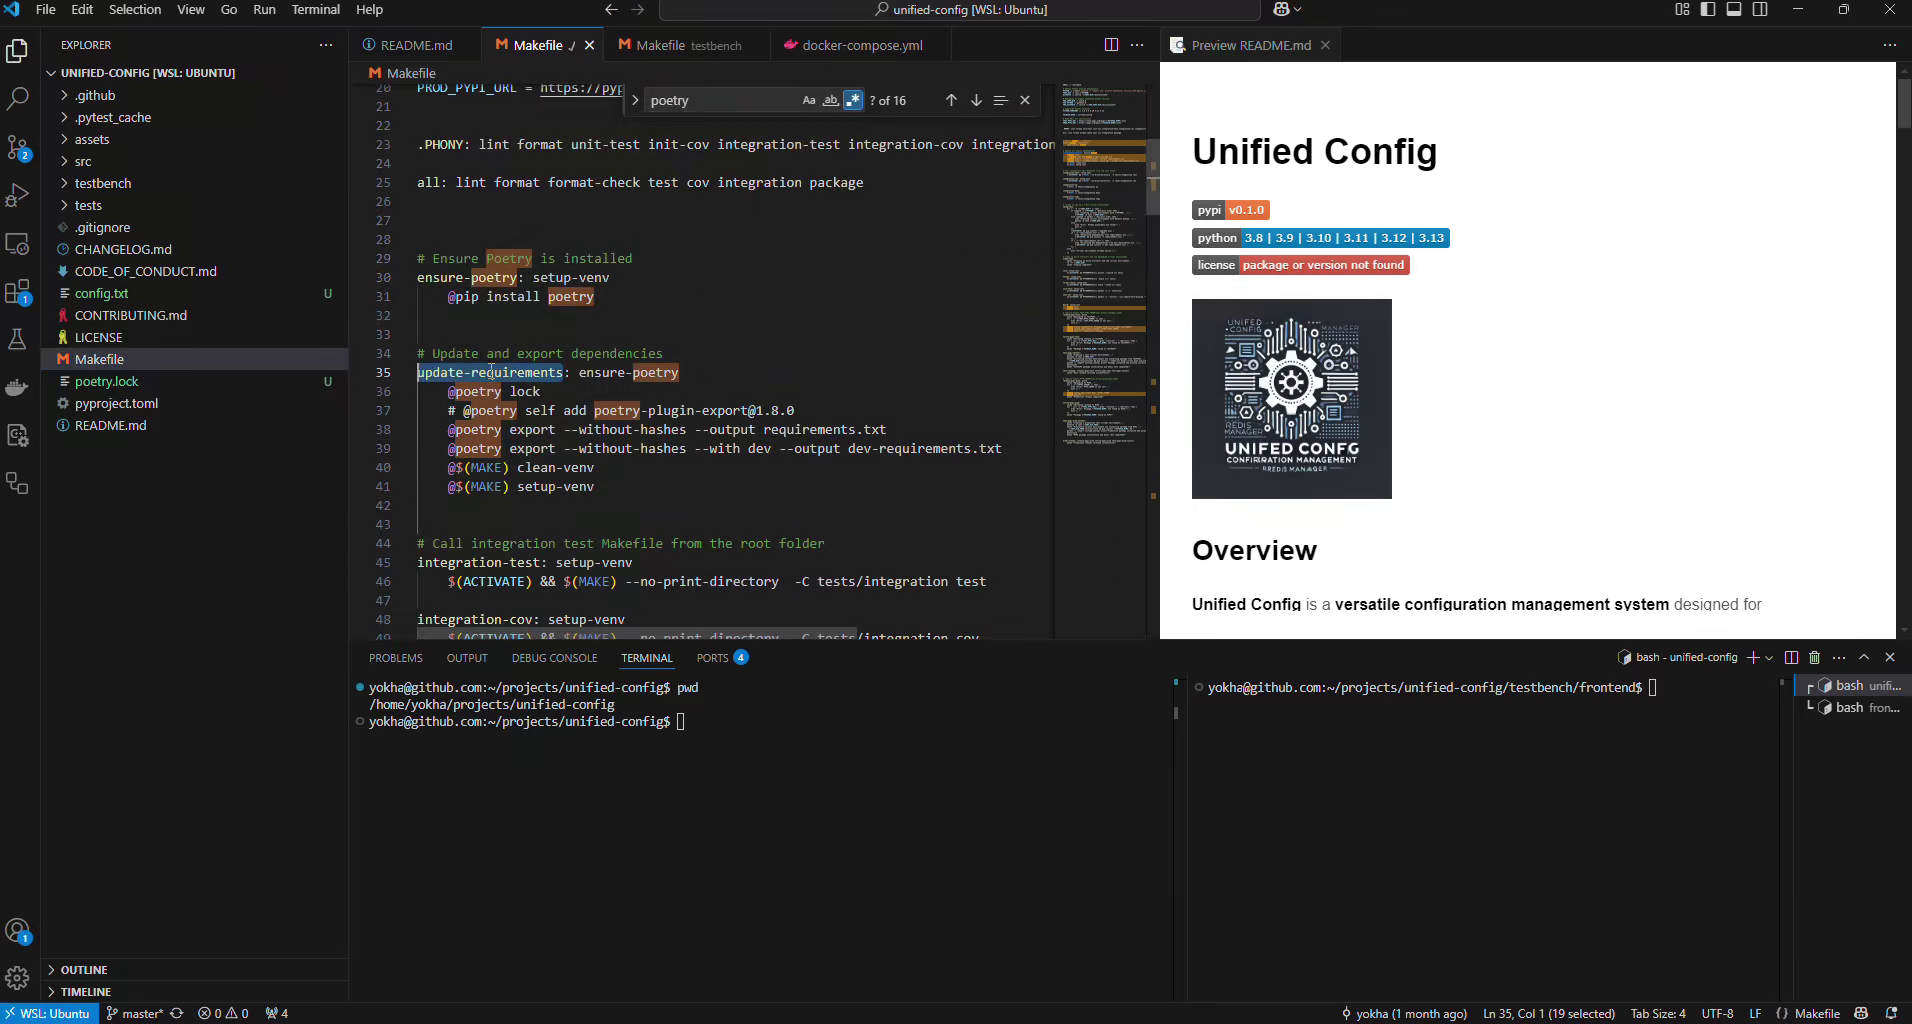 File Edit Selection View Go Run Terminal Help
unified-config [WSL: Ubuntu]
EXPLORER
UNIFIED-CONFIG [WSL: UBUNTU]
.github
.pytest_cache
assets
src
testbench
tests
.gitignore
CHANGELOG.md
CODE_OF_CONDUCT.md
config.txt U
CONTRIBUTING.md
LICENSE
Makefile
poetry.lock U
pyproject.toml
README.md
OUTLINE
TIMELINE
2
1
1
README.md
Makefile
Makefile testbench
docker-compose.yml
Makefile
poetry
Aa ab ? of 16
20 PROD_PYPI_URL = https://pyp
21
22
23 .PHONY: lint format unit-test init-cov integration-test integration-cov integration
24
25 all: lint format format-check test cov integration package
26
27
28
29 # Ensure Poetry is installed
30 ensure-poetry: setup-venv
31 @pip install poetry
32
33
34 # Update and export dependencies
35 update-requirements: ensure-poetry
36 @poetry lock
37 # @poetry self add poetry-plugin-export@1.8.0
38 @poetry export --without-hashes --output requirements.txt
39 @poetry export --without-hashes --with dev --output dev-requirements.txt
40 @$(MAKE) clean-venv
41 @$(MAKE) setup-venv
42
43
44 # Call integration test Makefile from the root folder
45 integration-test: setup-venv
46 $(ACTIVATE) && $(MAKE) --no-print-directory -C tests/integration test
47
48 integration-cov: setup-venv
49 $(ACTIVATE) && $(MAKE) --no-print-directory -C tests/integration cov
Preview README.md
Unified Config
pypi v0.1.0
python 3.8 | 3.9 | 3.10 | 3.11 | 3.12 | 3.13
license package or version not found
UNIFED CONFIG
MANAGER
REDIS
MANAGER
UNIFED CONFG
CONFIRRATION MANAGEMENT
RREDIS MANAGER
Overview
Unified Config is a versatile configuration management system designed for
PROBLEMS OUTPUT DEBUG CONSOLE TERMINAL PORTS 4
bash - unified-config
yokha@github.com:~/projects/unified-config$ pwd
/home/yokha/projects/unified-config
yokha@github.com:~/projects/unified-config$
yokha@github.com:~/projects/unified-config/testbench/frontend$
bash unifi...
bash fron...
WSL: Ubuntu master* 0 0 4
yokha (1 month ago) Ln 35, Col 1 (19 selected) Tab Size: 4 UTF-8 LF Makefile